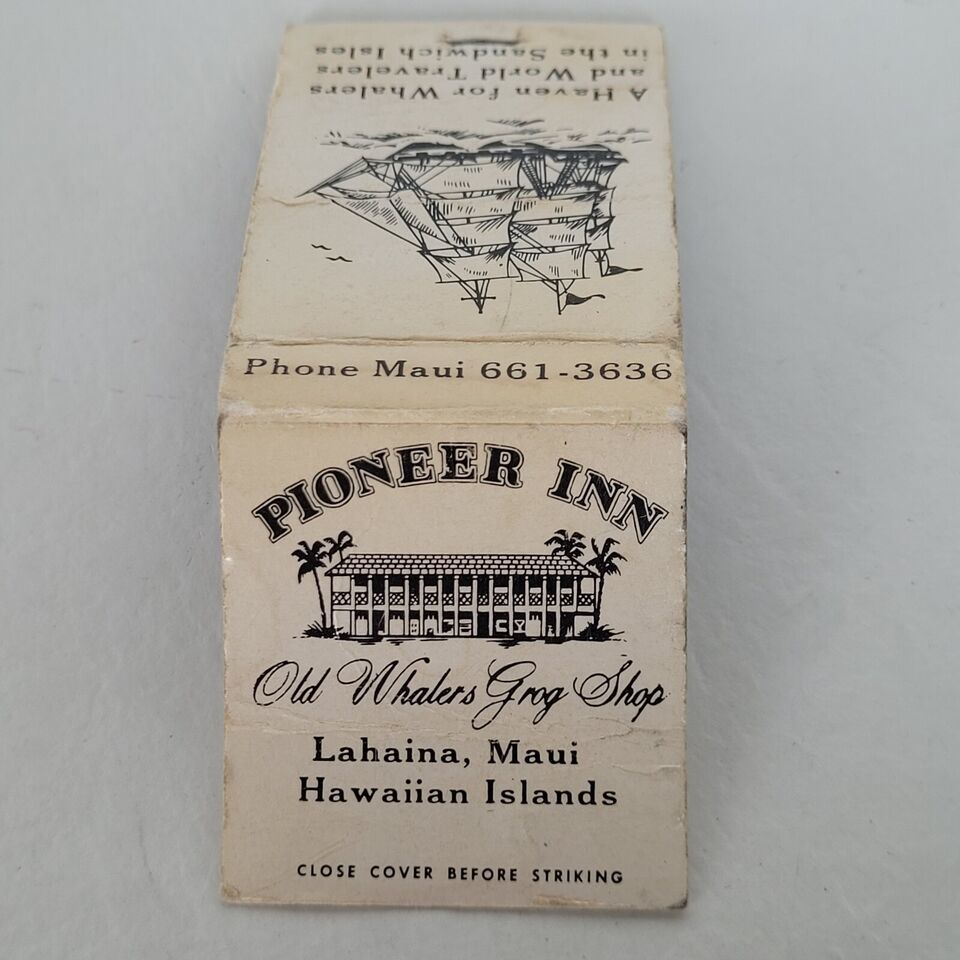 A Haven for Whalers
and World Travelers
in the Sandwich Isles
Phone Maui 661-3636
PIONEER INN
Old Whalers Grog Shop
Lahaina, Maui
Hawaiian Islands
CLOSE COVER BEFORE STRIKING